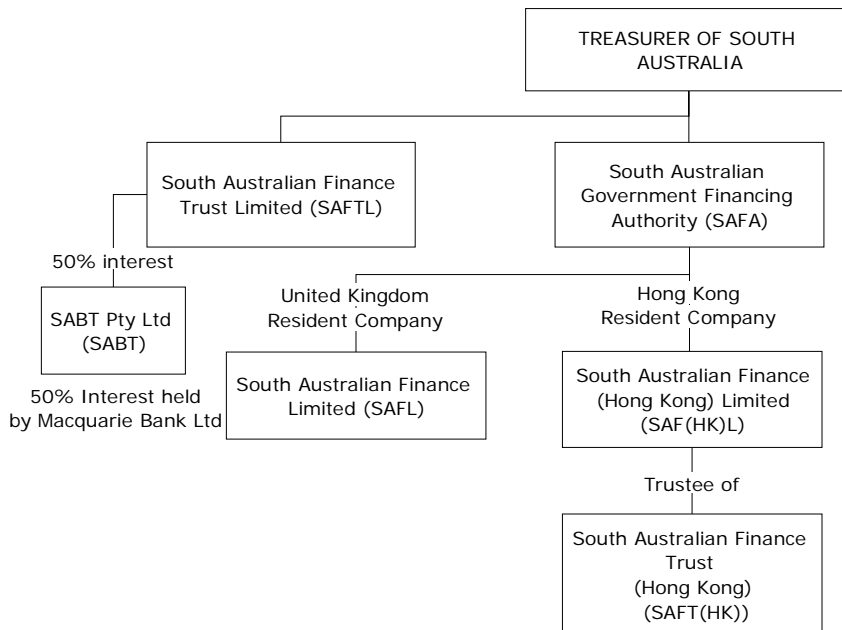 TREASURER OF SOUTH
AUSTRALIA
South Australian Finance
Trust Limited (SAFTL)
South Australian
Government Financing
Authority (SAFA)
50% interest
SABT Pty Ltd
(SABT)
50% Interest held
by Macquarie Bank Ltd
United Kingdom
Resident Company
South Australian Finance
Limited (SAFL)
Hong Kong
Resident Company
South Australian Finance
(Hong Kong) Limited
(SAF(HK)L)
Trustee of
South Australian Finance
Trust
(Hong Kong)
(SAFT(HK))